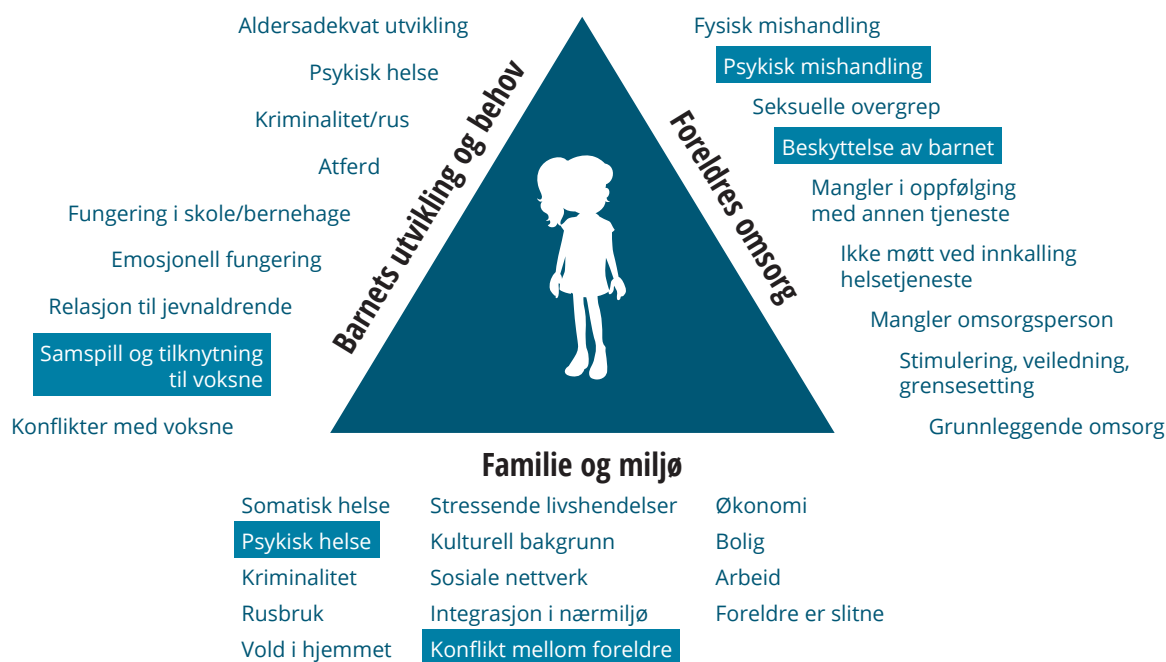 Aldersadekvat utvikling
Psykisk helse
Kriminalitet/rus
Atferd
Fungering i skole/bernehage
Emosjonell fungering
Relasjon til jevnaldrende
Samspill og tilknytning
til voksne
Konflikter med voksne
Barnets utvikling og behov
Foreldres omsorg
Fysisk mishandling
Psykisk mishandling
Seksuelle overgrep
Beskyttelse av barnet
Mangler i oppfølging
med annen tjeneste
Ikke møtt ved innkalling
helsetjeneste
Mangler omsorgsperson
Stimulering, veiledning,
grensesetting
Grunnleggende omsorg
Familie og miljø
Somatisk helse
Psykisk helse
Kriminalitet
Rusbruk
Vold i hjemmet
Stressende livshendelser
Kulturell bakgrunn
Sosiale nettverk
Integrasjon i nærmiljø
Konflikt mellom foreldre
Økonomi
Bolig
Arbeid
Foreldre er slitne